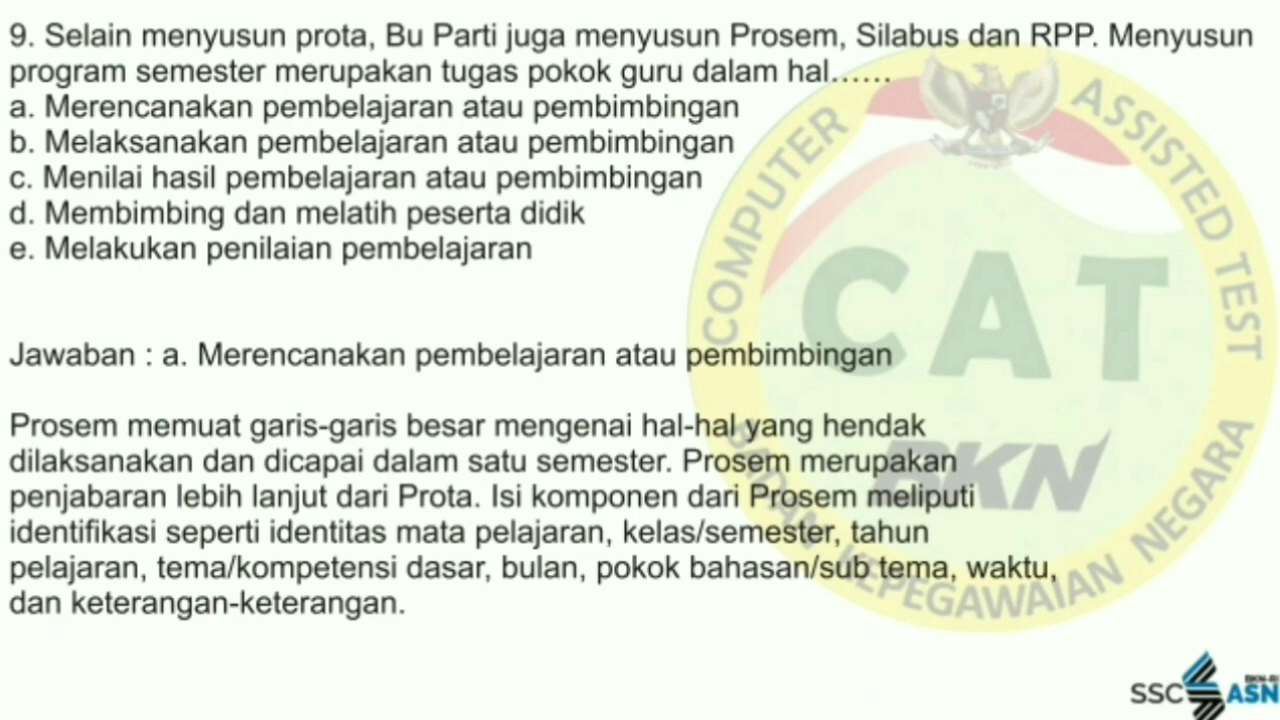 9. Selain menyusun prota, Bu Parti juga menyusun Prosem, Silabus dan RPP. Menyusun
program semester merupakan tugas pokok guru dalam hal......
a. Merencanakan pembelajaran atau pembimbingan
b. Melaksanakan pembelajaran atau pembimbingan
c. Menilai hasil pembelajaran atau pembimbingan
d. Membimbing dan melatih peserta didik
e. Melakukan penilaian pembelajaran
Jawaban : a. Merencanakan pembelajaran atau pembimbingan
Prosem memuat garis-garis besar mengenai hal-hal yang hendak
dilaksanakan dan dicapai dalam satu semester. Prosem merupakan
penjabaran lebih lanjut dari Prota. Isi komponen dari Prosem meliputi
identifikasi seperti identitas mata pelajaran, kelas/semester, tahun
pelajaran, tema/kompetensi dasar, bulan, pokok bahasan/sub tema, waktu,
dan keterangan-keterangan.
COMPUTER ASSISTED TEST
CAT
BKN
BADAN KEPEGAWAIAN NEGARA
BKN-RI
SSC ASN